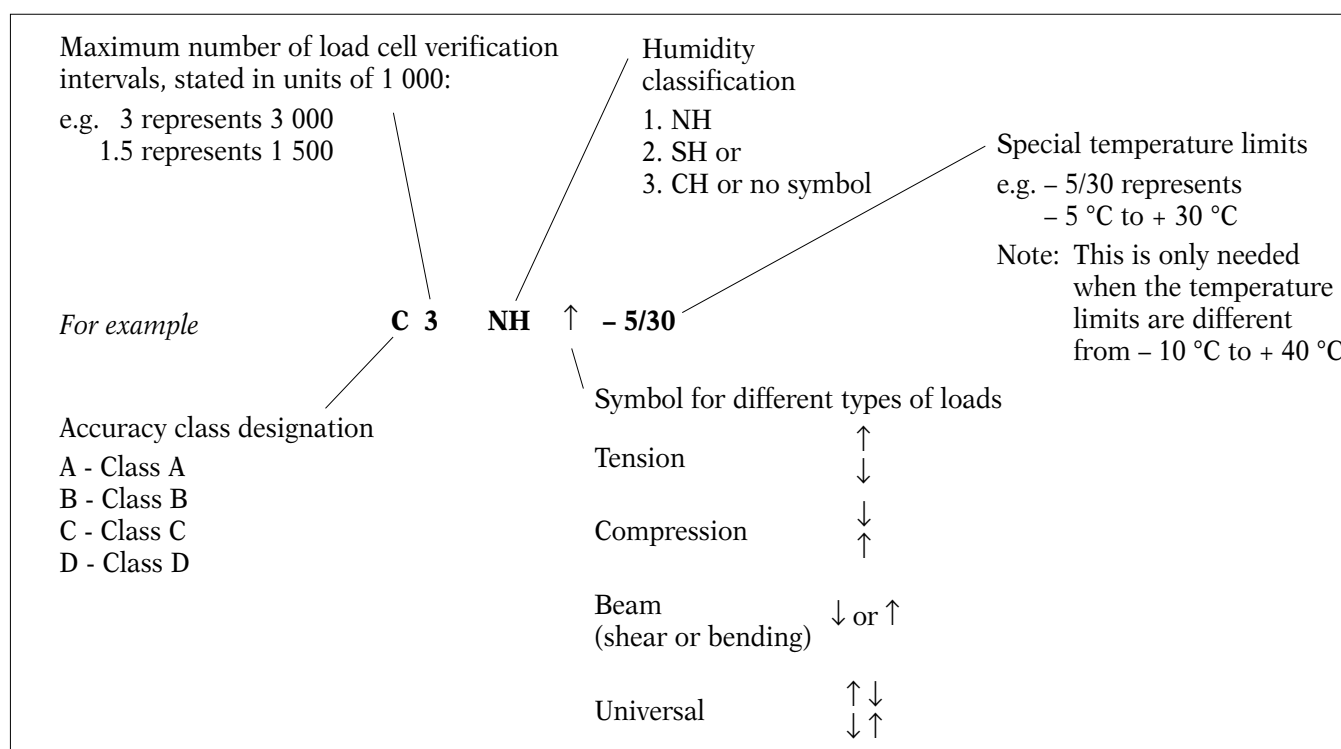 Maximum number of load cell verification
intervals, stated in units of 1 000:
e.g. 3 represents 3 000
1.5 represents 1 500
Humidity
classification
1. NH
2. SH or
3. CH or no symbol
Special temperature limits
e.g. – 5/30 represents
– 5 °C to + 30 °C
Note: This is only needed
when the temperature
limits are different
from – 10 °C to + 40 °C
For example C 3 NH ↑ – 5/30
Accuracy class designation
A - Class A
B - Class B
C - Class C
D - Class D
Symbol for different types of loads
↑
Tension
↓
↓
Compression
↑
Beam
(shear or bending) ↓ or ↑
↑ ↓
Universal
↓ ↑